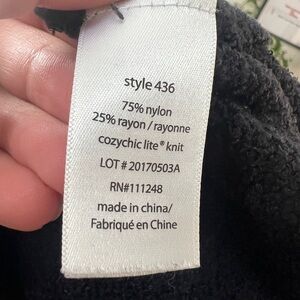 style 436
75% nylon
25% rayon / rayonne
cozychic lite® knit
LOT # 20170503A
RN#111248
made in china/
Fabriqué en Chine